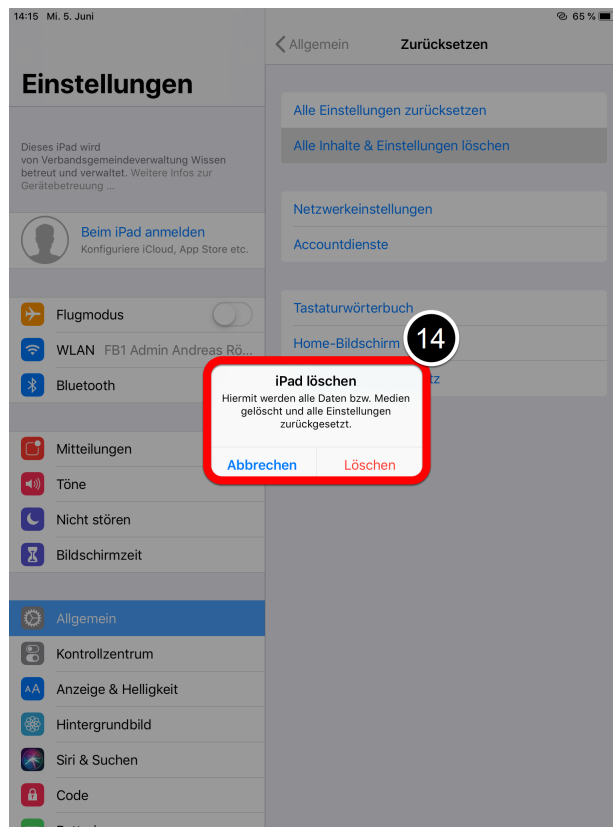 14:15 Mi. 5. Juni
65 %
Allgemein
Zurücksetzen
Einstellungen
Dieses iPad wird
von Verbandsgemeindeverwaltung Wissen
betreut und verwaltet. Weitere Infos zur
Gerätebetreuung ...
Beim iPad anmelden
Konfiguriere iCloud, App Store etc.
Flugmodus
WLAN FB1 Admin Andreas Rö...
Bluetooth
Mitteilungen
Töne
Nicht stören
Bildschirmzeit
Allgemein
Kontrollzentrum
AA Anzeige & Helligkeit
Hintergrundbild
Siri & Suchen
Code
Alle Einstellungen zurücksetzen
Alle Inhalte & Einstellungen löschen
Netzwerkeinstellungen
Accountdienste
Tastaturwörterbuch
Home-Bildschirm
14
tz
iPad löschen
Hiermit werden alle Daten bzw. Medien
gelöscht und alle Einstellungen
zurückgesetzt.
Abbrechen
Löschen